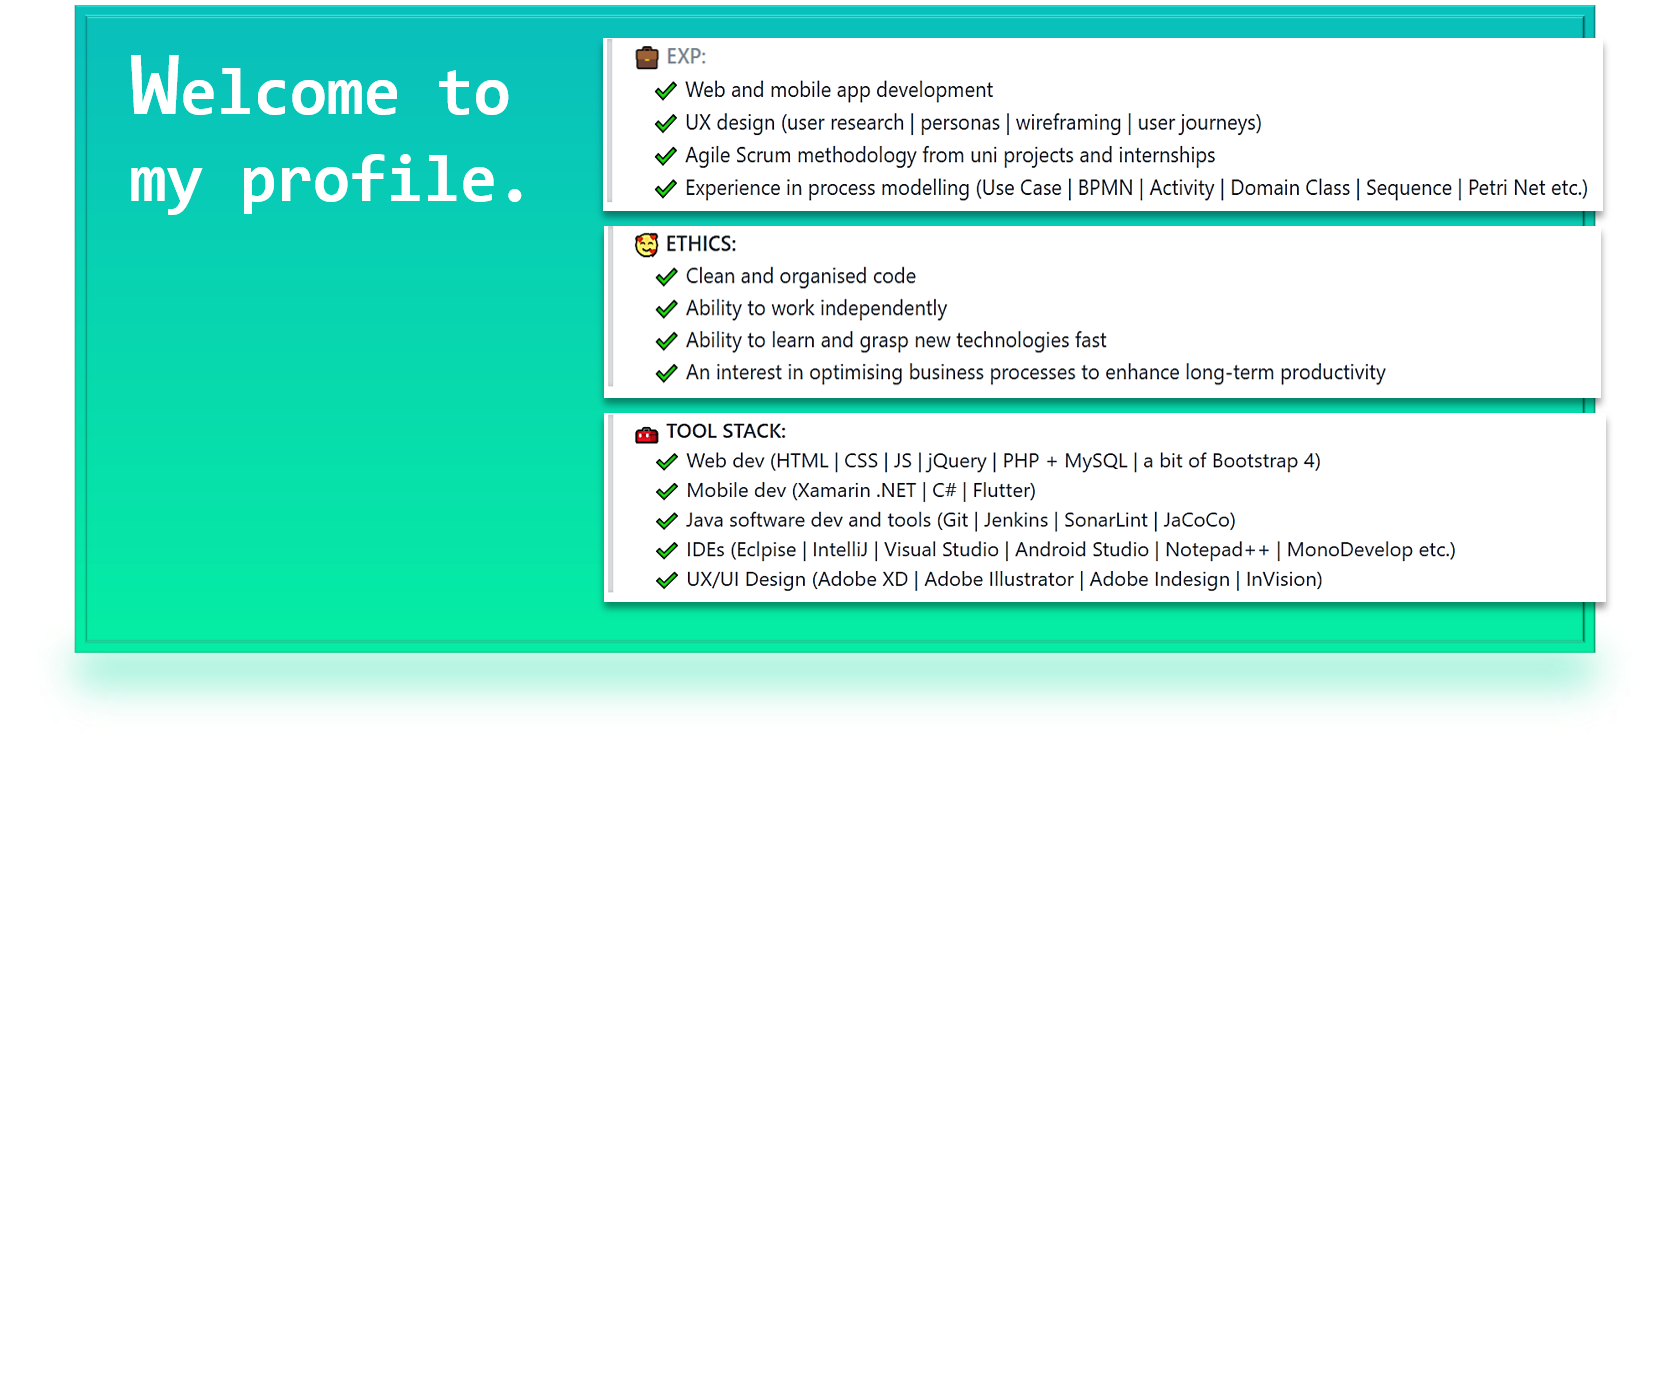 Welcome to
my profile.
EXP:
Web and mobile app development
UX design (user research | personas | wireframing | user journeys)
Agile Scrum methodology from uni projects and internships
Experience in process modelling (Use Case | BPMN | Activity | Domain Class | Sequence | Petri Net etc.)
ETHICS:
Clean and organised code
Ability to work independently
Ability to learn and grasp new technologies fast
An interest in optimising business processes to enhance long-term productivity
TOOL STACK:
Web dev (HTML | CSS | JS | jQuery | PHP + MySQL | a bit of Bootstrap 4)
Mobile dev (Xamarin .NET | C# | Flutter)
Java software dev and tools (Git | Jenkins | SonarLint | JaCoCo)
IDEs (Eclpise | IntelliJ | Visual Studio | Android Studio | Notepad++ | MonoDevelop etc.)
UX/UI Design (Adobe XD | Adobe Illustrator | Adobe Indesign | InVision)